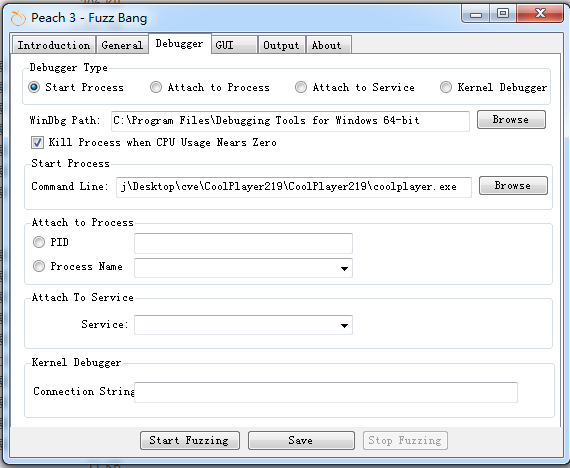 Peach 3 - Fuzz Bang
Introduction General Debugger GUI Output About
Debugger Type
Start Process Attach to Process Attach to Service Kernel Debugger
WinDbg Path: C:\Program Files\Debugging Tools for Windows 64-bit Browse
Kill Process when CPU Usage Nears Zero
Start Process
Command Line: j\Desktop\cve\CoolPlayer219\CoolPlayer219\coolplayer.exe Browse
Attach to Process
PID
Process Name
Attach To Service
Service:
Kernel Debugger
Connection String
Start Fuzzing Save Stop Fuzzing